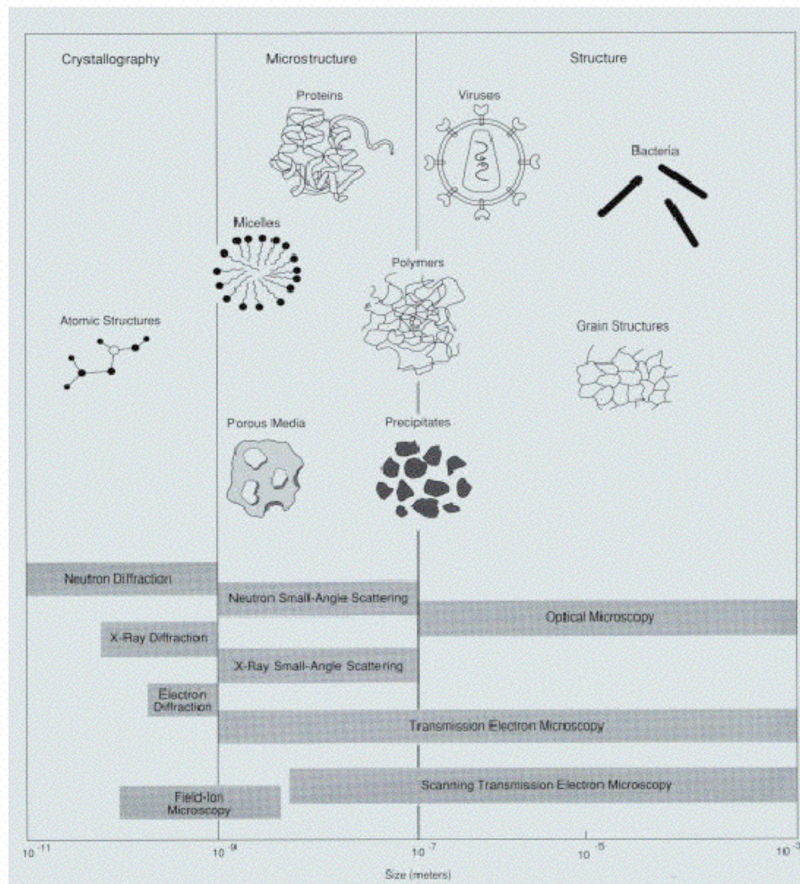 Crystallography
Microstructure
Structure
Proteins
Viruses
Bacteria
Micelles
Polymers
Atomic Structures
Grain Structures
Porous Media
Precipitates
Neutron Diffraction
Neutron Small-Angle Scattering
Optical Microscopy
X-Ray Diffraction
X-Ray Small-Angle Scattering
Electron
Diffraction
Transmission Electron Microscopy
Scanning Transmission Electron Microscopy
Field-Ion
Microscopy
10⁻¹¹ 10⁻⁹ 10⁻⁷ 10⁻⁵ 10⁻³
Size (meters)